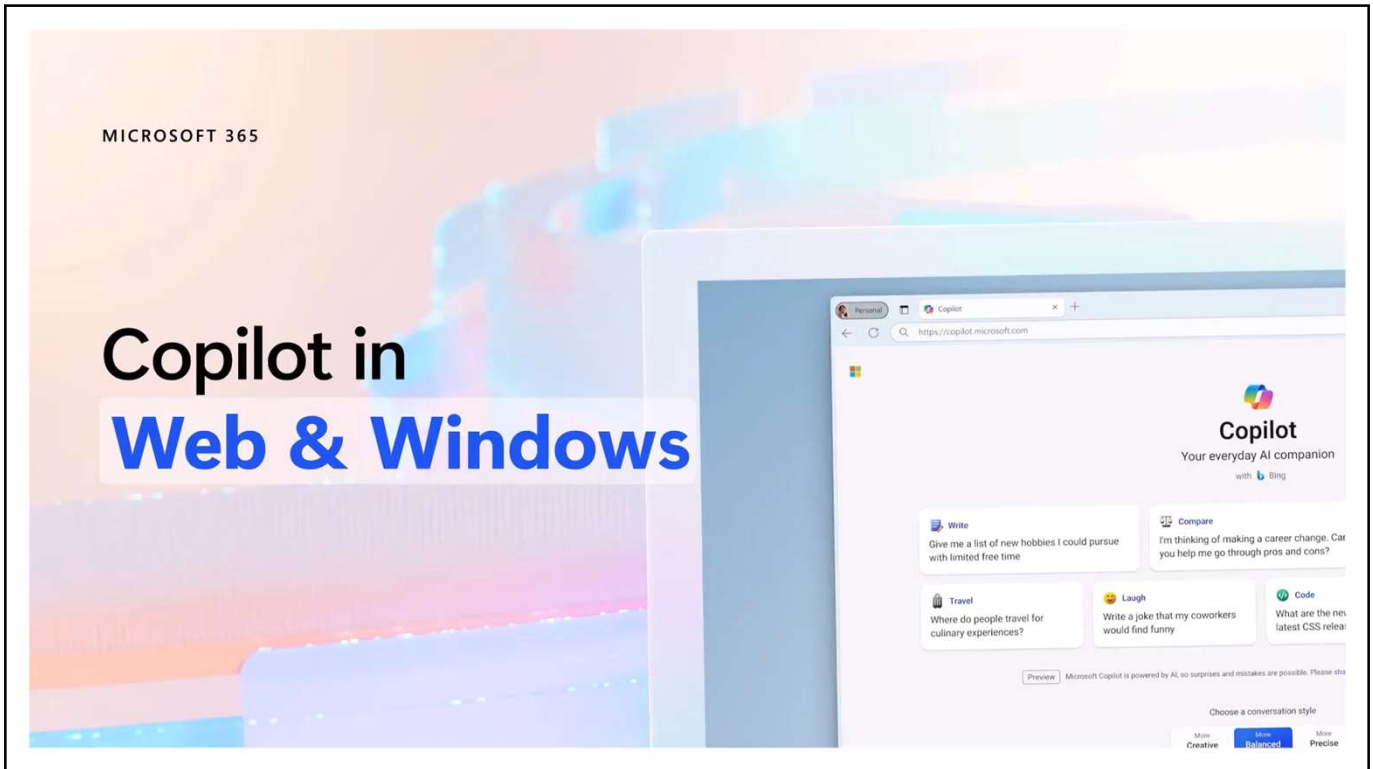 MICROSOFT 365
Copilot in
Web & Windows
Personal
Copilot
https://copilot.microsoft.com
Copilot
Your everyday AI companion
with Bing
Write
Give me a list of new hobbies I could pursue
with limited free time
Compare
I'm thinking of making a career change. Can
you help me go through pros and cons?
Travel
Where do people travel for
culinary experiences?
Laugh
Write a joke that my coworkers
would find funny
Code
What are the
latest CSS
Preview
Microsoft Copilot is powered by AI, so surprises and mistakes are possible. Please
Choose a conversation style
More
Creative
More
Balanced
More
Precise